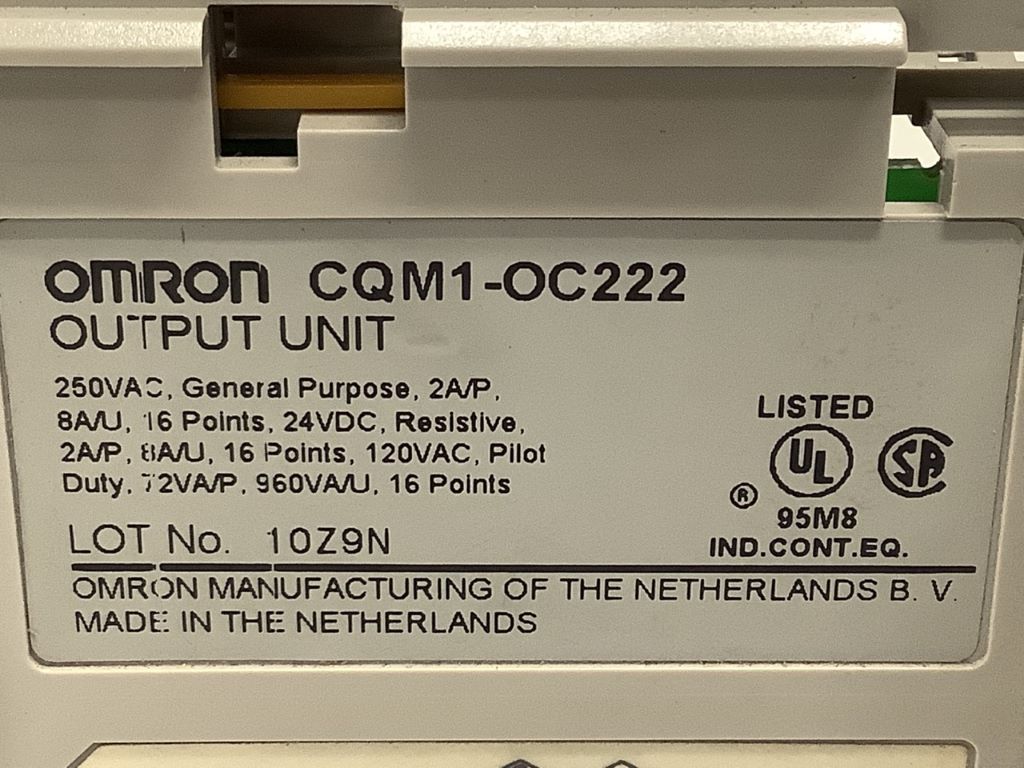 OMRON CQM1-OC222
OUTPUT UNIT
250VAC, General Purpose, 2A/P,
8A/U, 16 Points, 24VDC, Resistive,
2A/P, 8A/U, 16 Points, 120VAC, Pilot
Duty, 72VA/P, 960VA/U, 16 Points
LISTED
® UL SA
95M8
IND.CONT.EQ.
LOT No. 10Z9N
OMRON MANUFACTURING OF THE NETHERLANDS B. V.
MADE IN THE NETHERLANDS